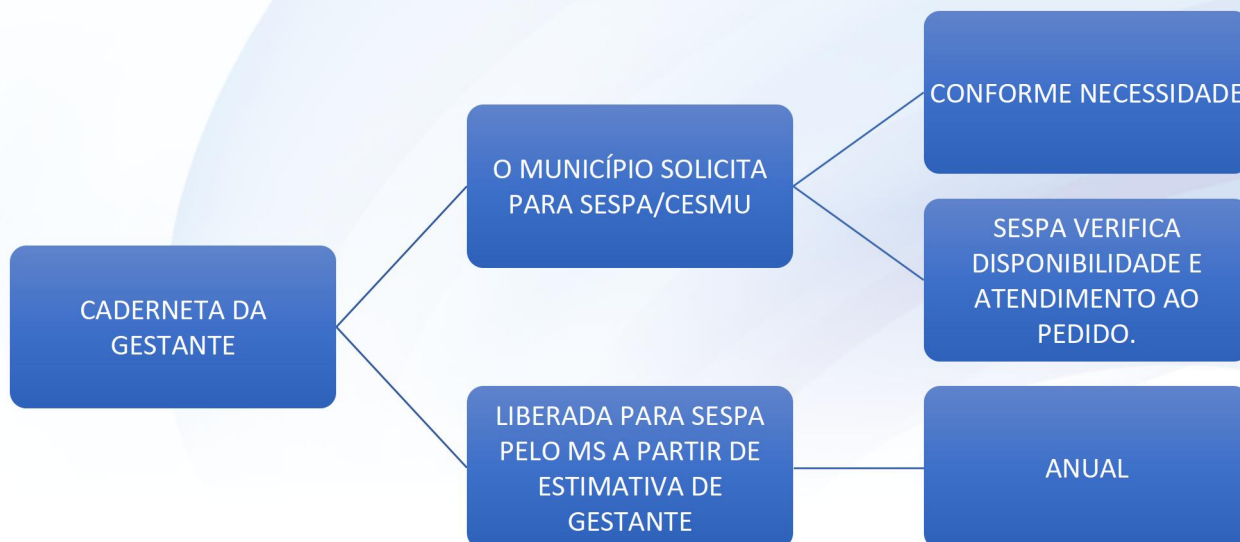 CADERNETA DA
GESTANTE
O MUNICÍPIO SOLICITA
PARA SESPA/CESMU
CONFORME NECESSIDADE
SESPA VERIFICA
DISPONIBILIDADE E
ATENDIMENTO AO
PEDIDO.
LIBERADA PARA SESPA
PELO MS A PARTIR DE
ESTIMATIVA DE
GESTANTE
ANUAL